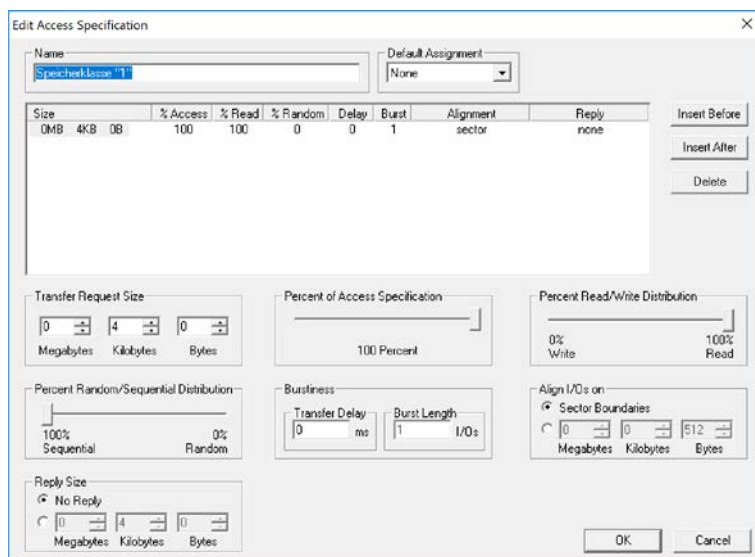 Edit Access Specification
Name
Speicherklasse "1"
Default Assignment
None
Size % Access % Read % Random Delay Burst Alignment Reply
0MB 4KB 0B 100 100 0 0 1 sector none
Insert Before
Insert After
Delete
Transfer Request Size
0 4 0
Megabytes Kilobytes Bytes
Percent of Access Specification
100 Percent
Percent Read/Write Distribution
0% 100%
Write Read
Percent Random/Sequential Distribution
100% 0%
Sequential Random
Burstiness
Transfer Delay
0 ms
Burst Length
1 I/Os
Align I/Os on
Sector Boundaries
0 0 512
Megabytes Kilobytes Bytes
Reply Size
No Reply
0 4 0
Megabytes Kilobytes Bytes
OK Cancel